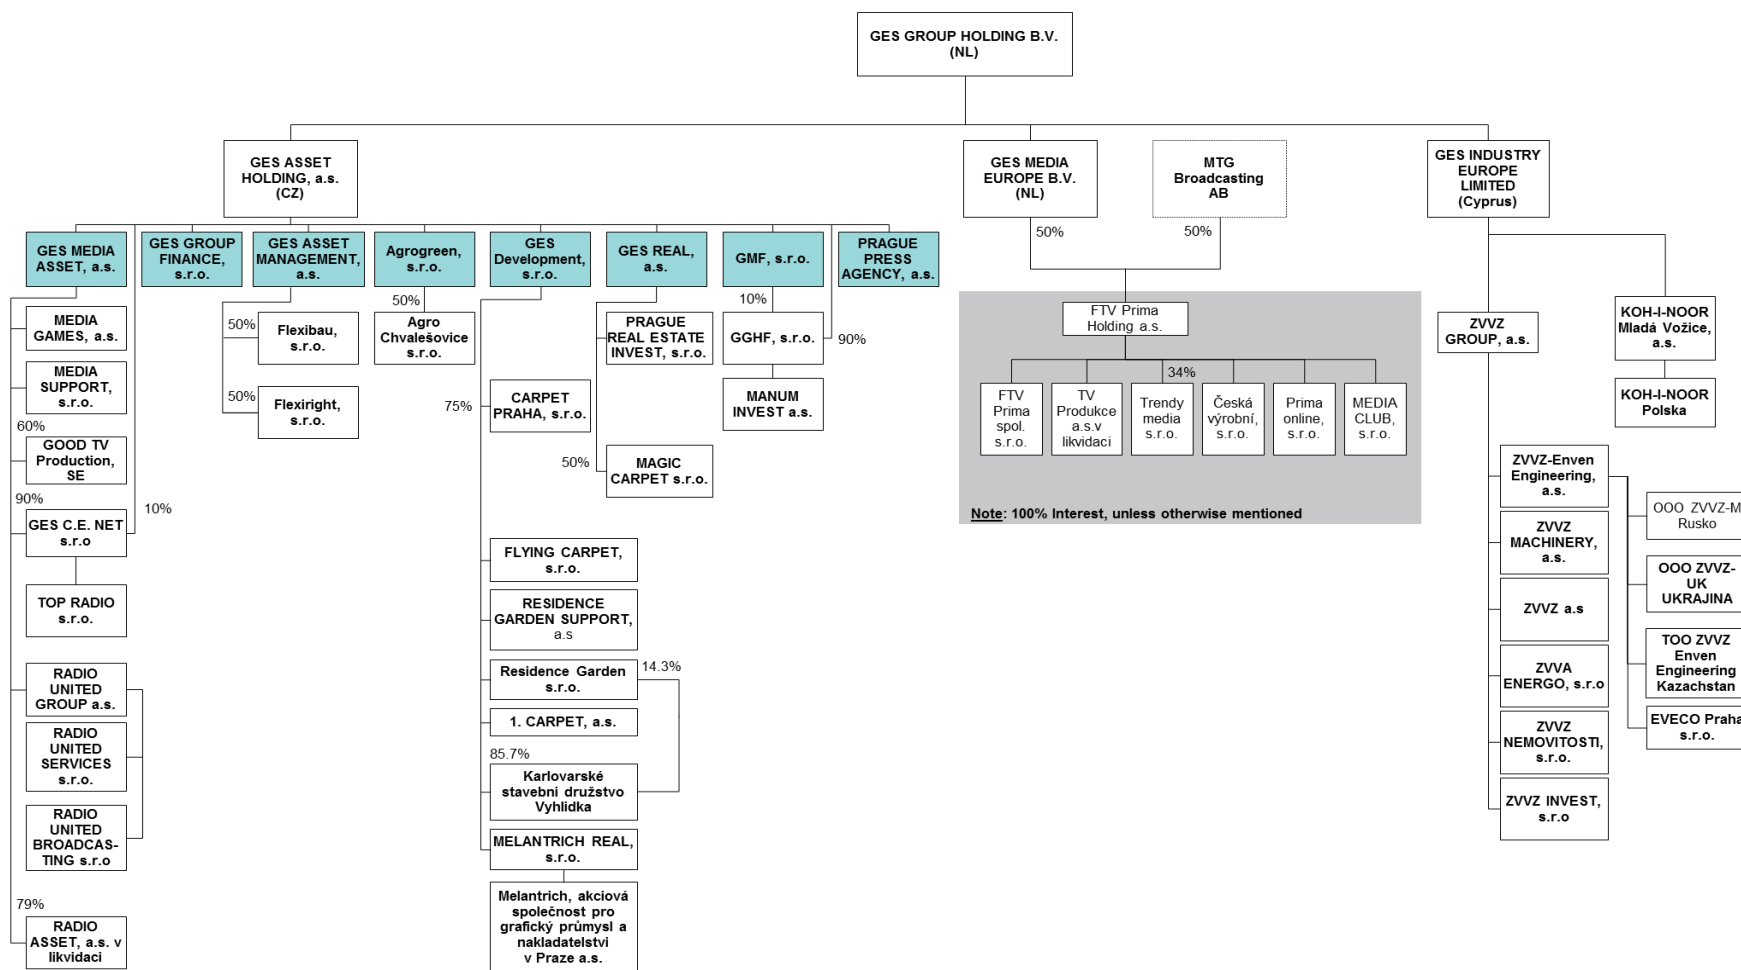 GES GROUP HOLDING B.V.
(NL)
GES ASSET
HOLDING, a.s.
(CZ)
GES MEDIA
EUROPE B.V.
(NL)
MTG
Broadcasting
AB
GES INDUSTRY
EUROPE
LIMITED
(Cyprus)
50%
50%
GES MEDIA
ASSET, a.s.
GES GROUP
FINANCE,
s.r.o.
GES ASSET
MANAGEMENT,
a.s.
Agrogreen,
s.r.o.
GES
Development,
s.r.o.
GES REAL,
a.s.
GMF, s.r.o.
PRAGUE
PRESS
AGENCY, a.s.
MEDIA
GAMES, a.s.
MEDIA
SUPPORT,
s.r.o.
60%
GOOD TV
Production,
SE
90%
GES C.E. NET
s.r.o
10%
TOP RADIO
s.r.o.
RADIO
UNITED
GROUP a.s.
RADIO
UNITED
SERVICES
s.r.o.
RADIO
UNITED
BROADCAS-
TING s.r.o
79%
RADIO
ASSET, a.s. v
likvidaci
50%
Flexibau,
s.r.o.
50%
Flexiright,
s.r.o.
50%
Agro
Chvalešovice
s.r.o.
75%
CARPET
PRAHA, s.r.o.
FLYING CARPET,
s.r.o.
RESIDENCE
GARDEN SUPPORT,
a.s
Residence Garden
s.r.o.
14.3%
1. CARPET, a.s.
85.7%
Karlovarské
stavebni družstvo
Vyhlidka
MELANTRICH REAL,
s.r.o.
Melantrich, akciová
společnost pro
grafický průmysl a
nakladatelstvi
v Praze a.s.
PRAGUE
REAL ESTATE
INVEST, s.r.o.
50%
MAGIC
CARPET s.r.o.
10%
GGHF, s.r.o.
90%
MANUM
INVEST a.s.
FTV Prima
Holding a.s.
34%
FTV
Prima
spol.
s.r.o.
TV
Produkce
a.s.v
likvidaci
Trendy
media
s.r.o.
Česká
výrobní,
s.r.o.
Prima
online,
s.r.o.
MEDIA
CLUB,
s.r.o.
Note: 100% Interest, unless otherwise mentioned
ZVVZ
GROUP, a.s.
KOH-I-NOOR
Mladá Vožice,
a.s.
KOH-I-NOOR
Polska
ZVVZ-Enven
Engineering,
a.s.
ZVVZ
MACHINERY,
a.s.
ZVVZ a.s
ZVVA
ENERGO, s.r.o
ZVVZ
NEMOVITOSTI,
s.r.o.
ZVVZ INVEST,
s.r.o
OOO ZVVZ-M
Rusko
OOO ZVVZ-
UK
UKRAJINA
TOO ZVVZ
Enven
Engineering
Kazachstan
EVECO Praha
s.r.o.